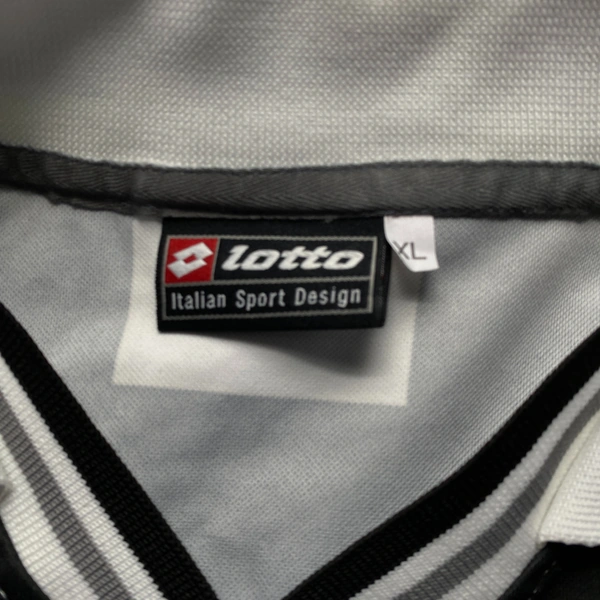 lotto
Italian Sport Design
XL